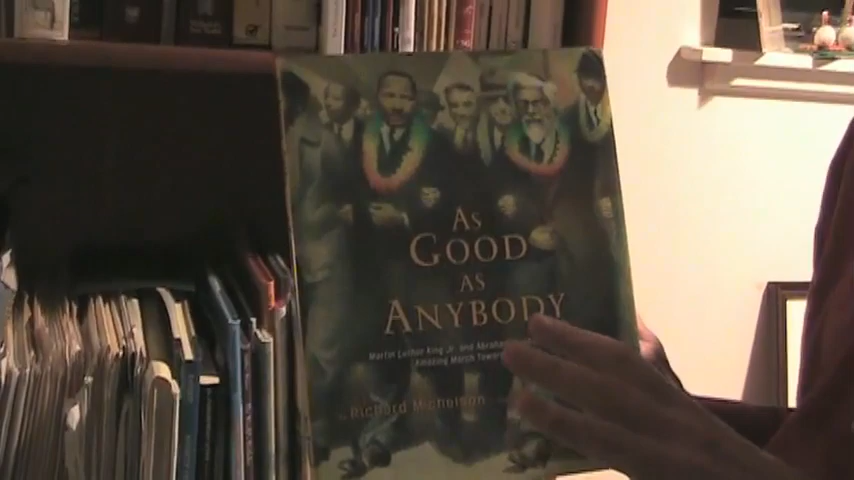 As
GOOD
AS
ANYBODY
Martin Luther King Jr. and Abraham
Amazing March Toward
Richard Michelson